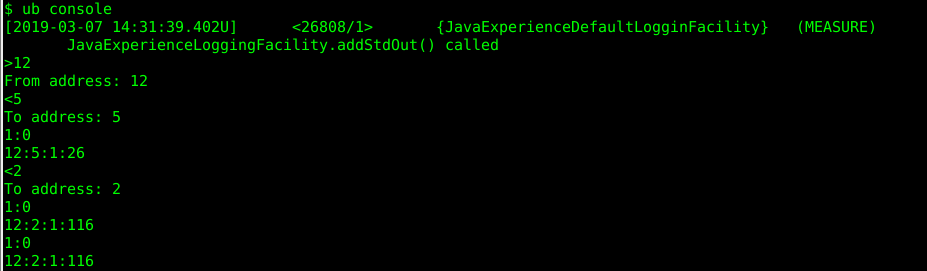 $ ub console
[2019-03-07 14:31:39.402U] <26808/1> {JavaExperienceDefaultLogginFacility} (MEASURE)
JavaExperienceLoggingFacility.addStdOut() called
>12
From address: 12
<5
To address: 5
1:0
12:5:1:26
<2
To address: 2
1:0
12:2:1:116
1:0
12:2:1:116